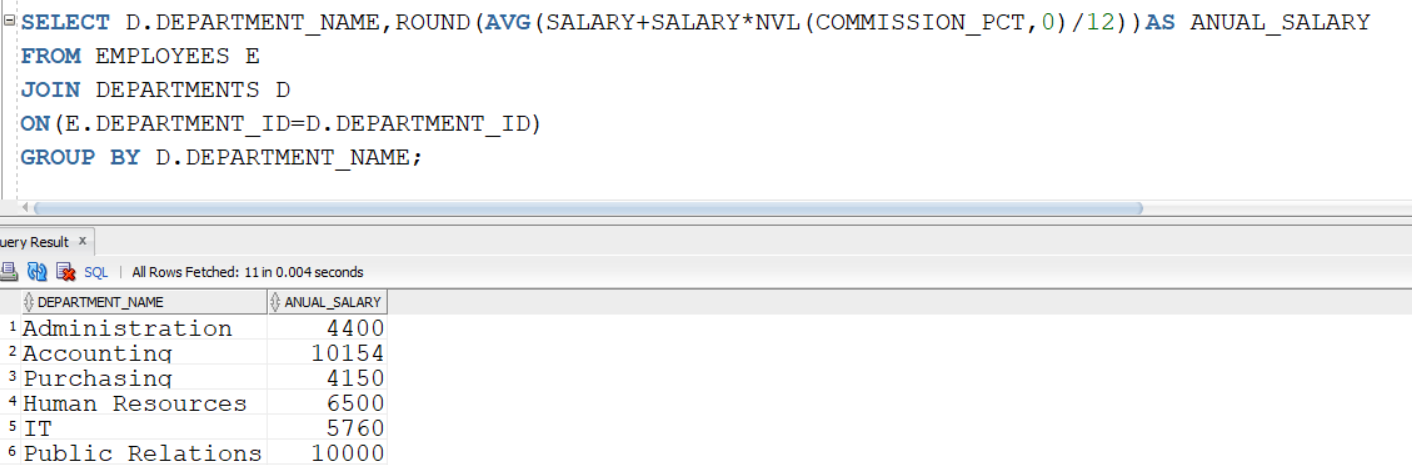 SELECT D.DEPARTMENT_NAME,ROUND(AVG(SALARY+SALARY*NVL(COMMISSION_PCT,0)/12))AS ANUAL_SALARY
FROM EMPLOYEES E
JOIN DEPARTMENTS D
ON(E.DEPARTMENT_ID=D.DEPARTMENT_ID)
GROUP BY D.DEPARTMENT_NAME;
uery Result x
SQL | All Rows Fetched: 11 in 0.004 seconds
DEPARTMENT_NAME ANUAL_SALARY
1 Administration 4400
2 Accounting 10154
3 Purchasing 4150
4 Human Resources 6500
5 IT 5760
6 Public Relations 10000